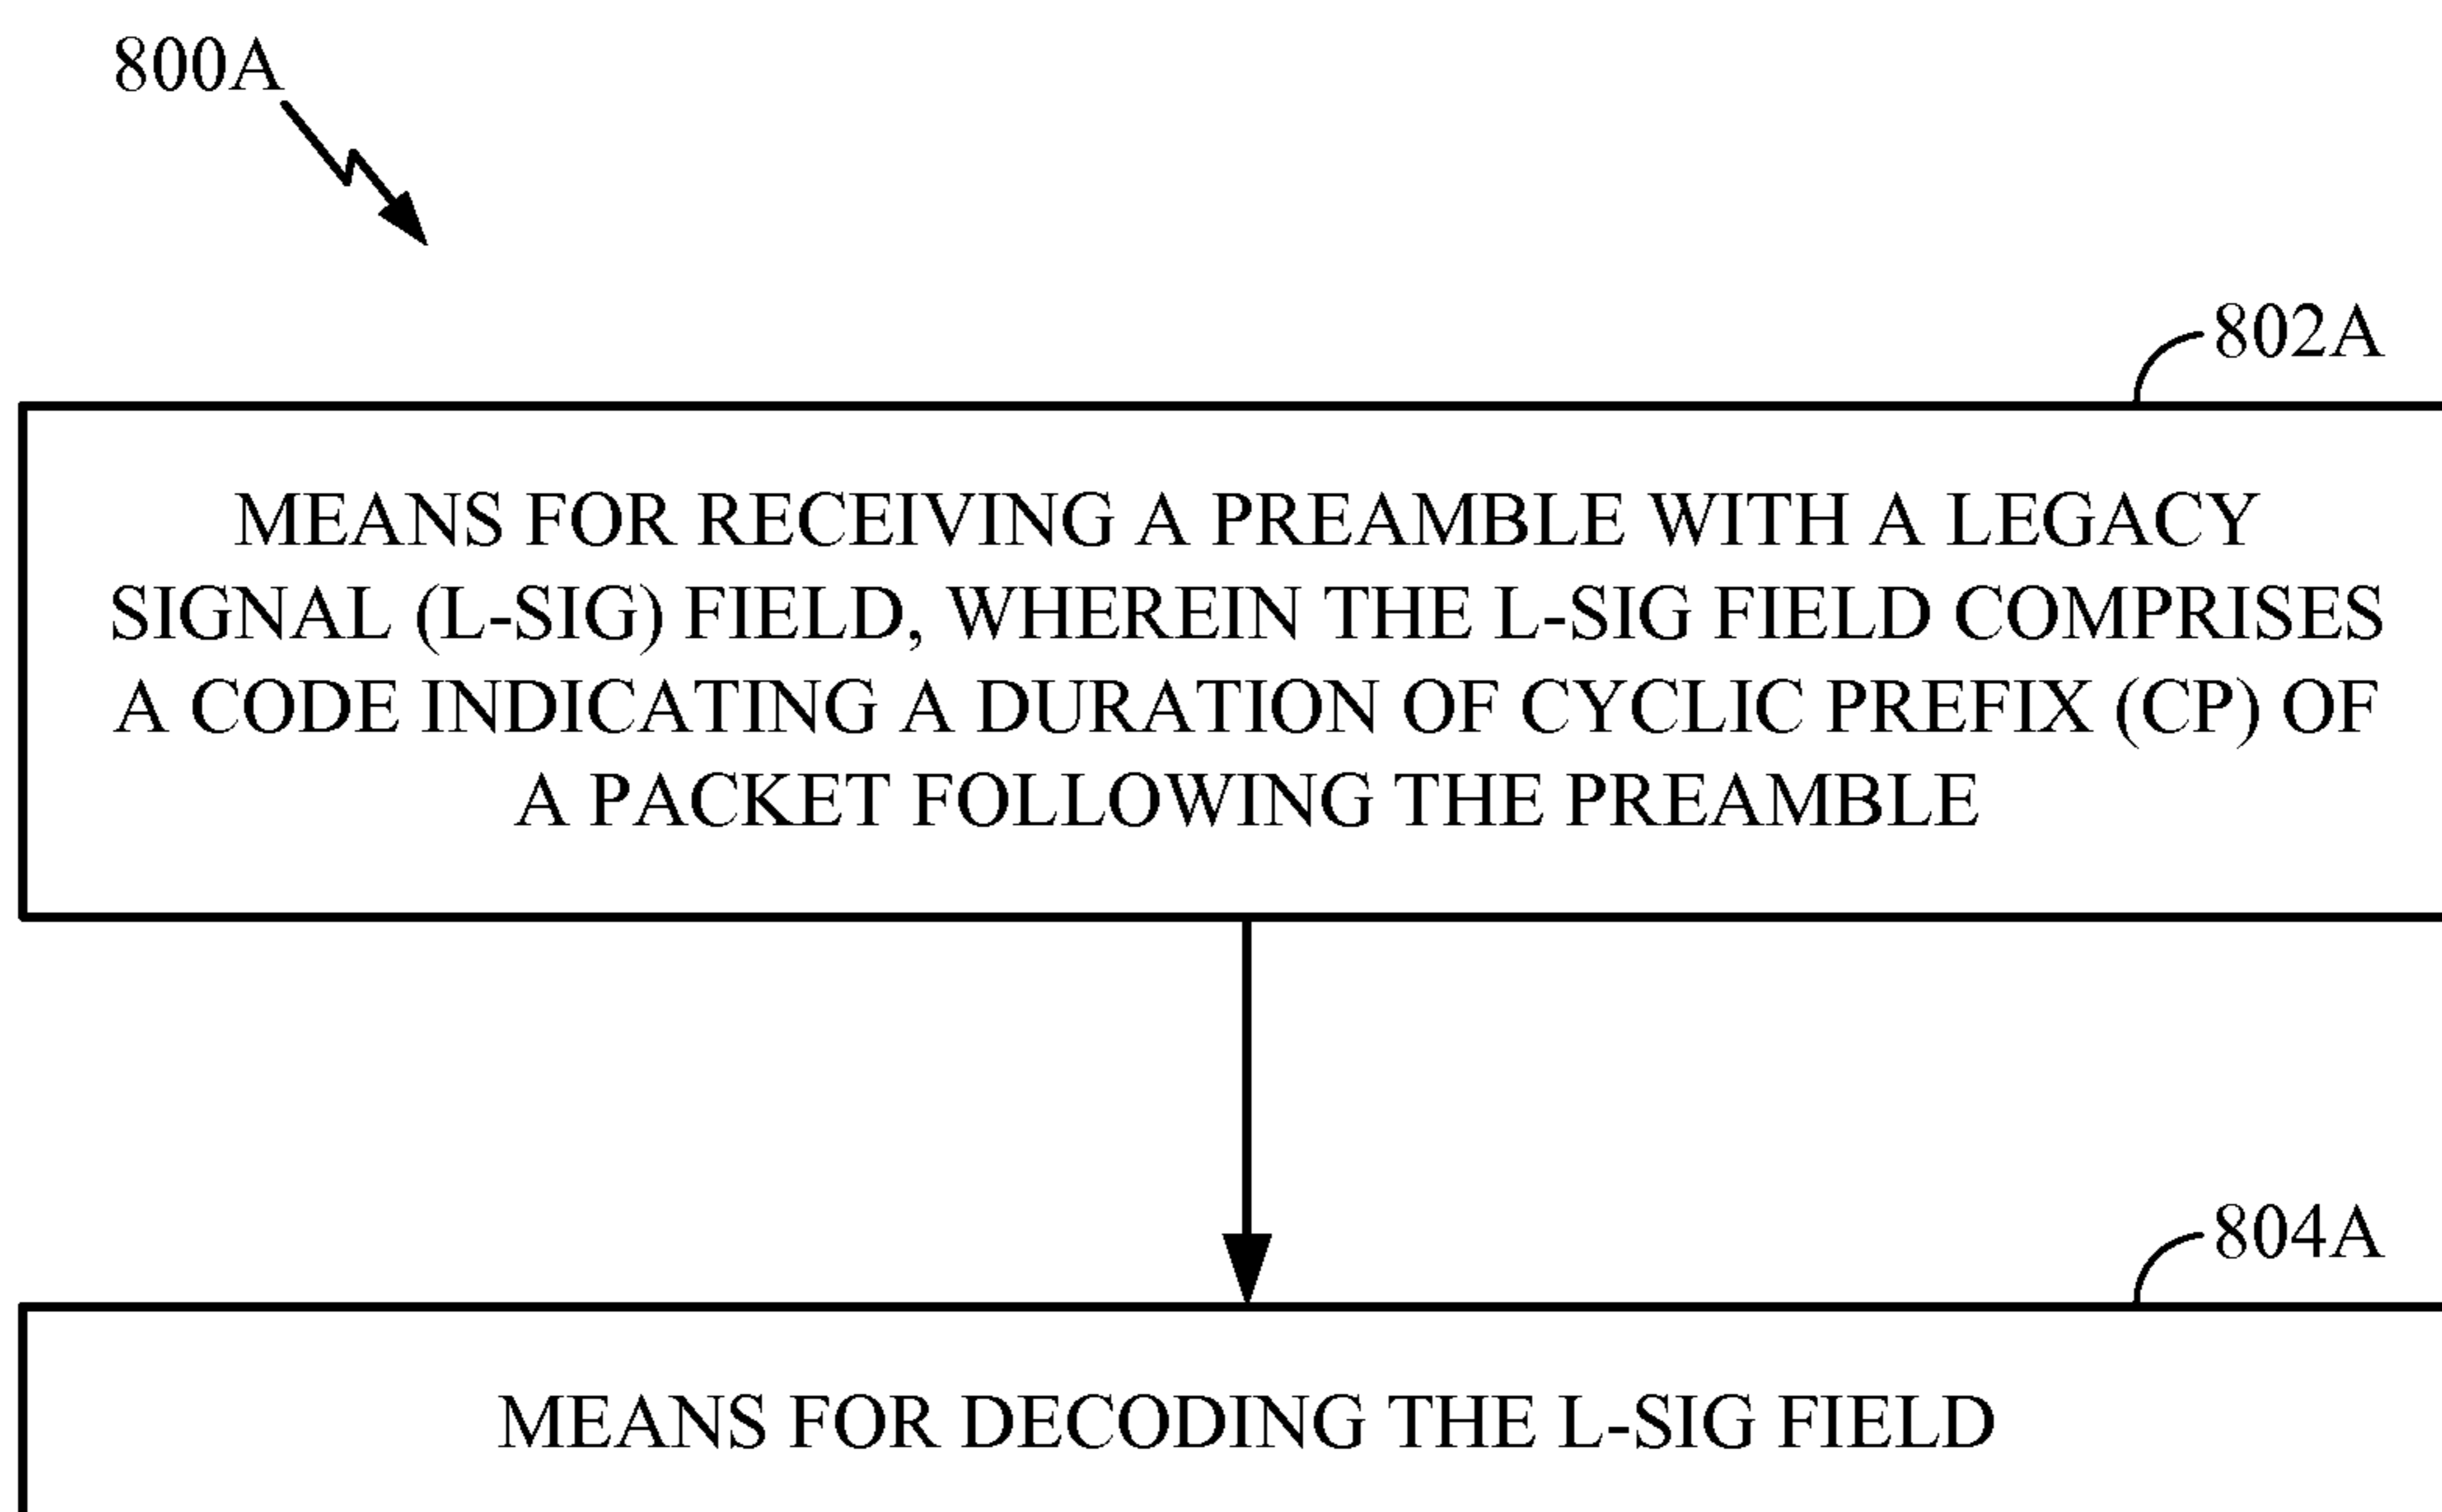 800A
802A
MEANS FOR RECEIVING A PREAMBLE WITH A LEGACY
SIGNAL (L-SIG) FIELD, WHEREIN THE L-SIG FIELD COMPRISES
A CODE INDICATING A DURATION OF CYCLIC PREFIX (CP) OF
A PACKET FOLLOWING THE PREAMBLE
804A
MEANS FOR DECODING THE L-SIG FIELD